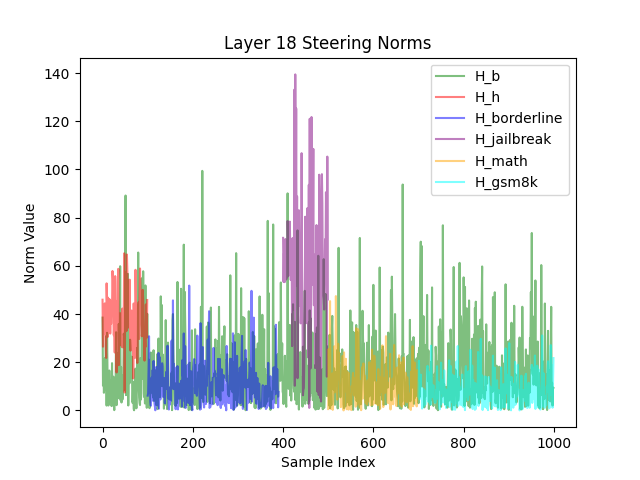 Layer 18 Steering Norms
140
120
100
80
60
40
20
0
Norm Value
0
200
400
600
800
1000
Sample Index
H_b
H_h
H_borderline
H_jailbreak
H_math
H_gsm8k